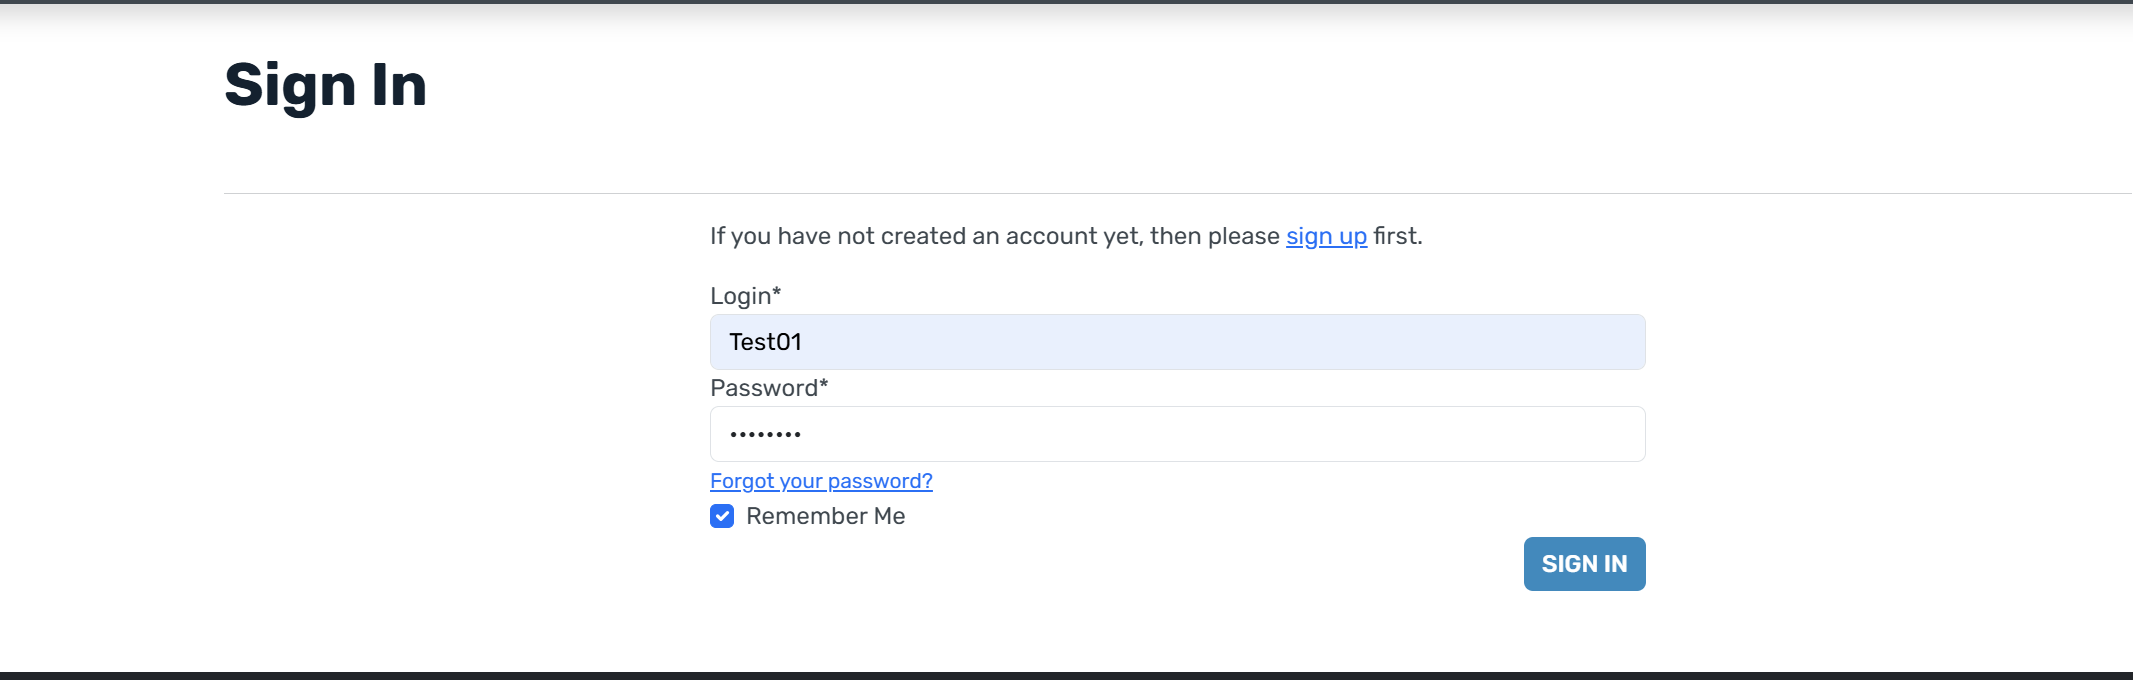 Sign In
If you have not created an account yet, then please sign up first.
Login*
Test01
Password*
••••••••
Forgot your password?
Remember Me
SIGN IN